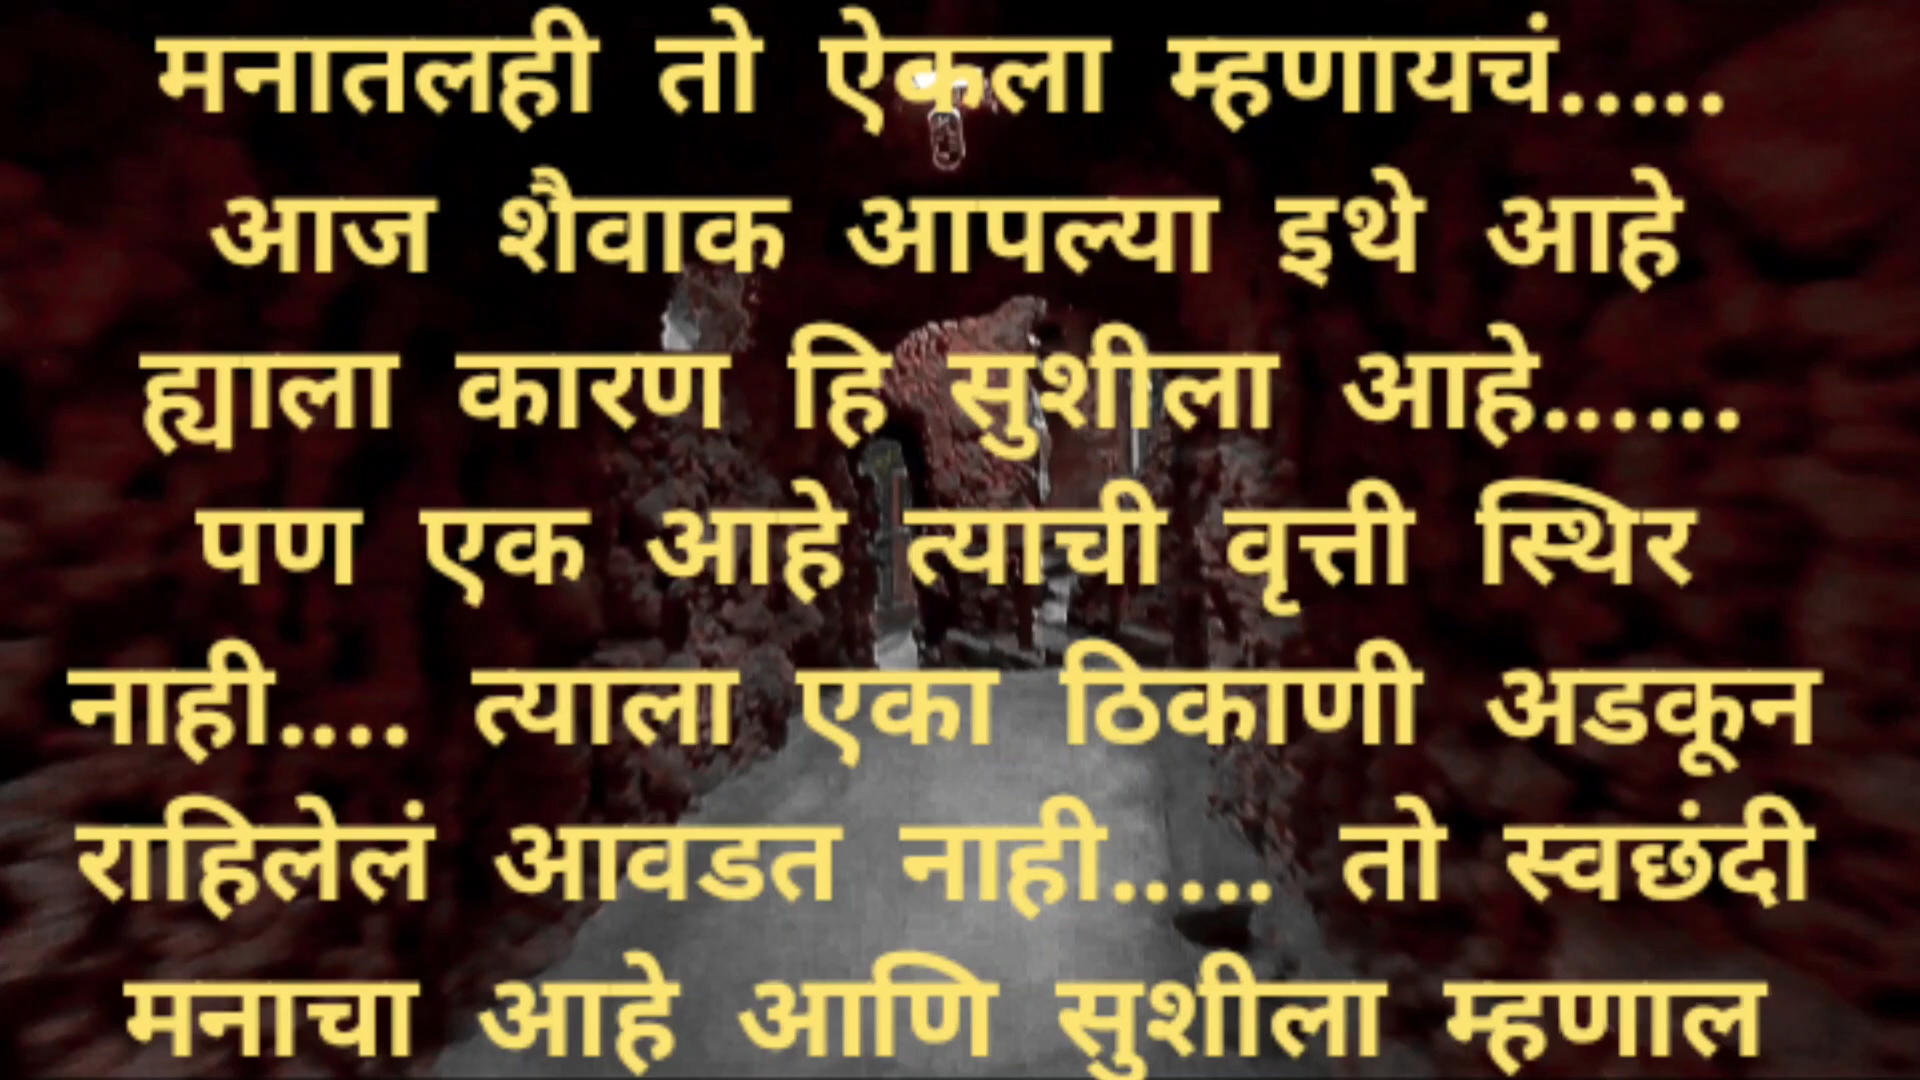 मनातलही तो ऐकला म्हणायचं.....
आज शैवाक आपल्या इथे आहे
ह्याला कारण हि सुशीला आहे......
पण एक आहे त्याची वृत्ती स्थिर
नाही.... त्याला एका ठिकाणी अडकून
राहिलेलं आवडत नाही..... तो स्वछंदी
मनाचा आहे आणि सुशीला म्हणाल